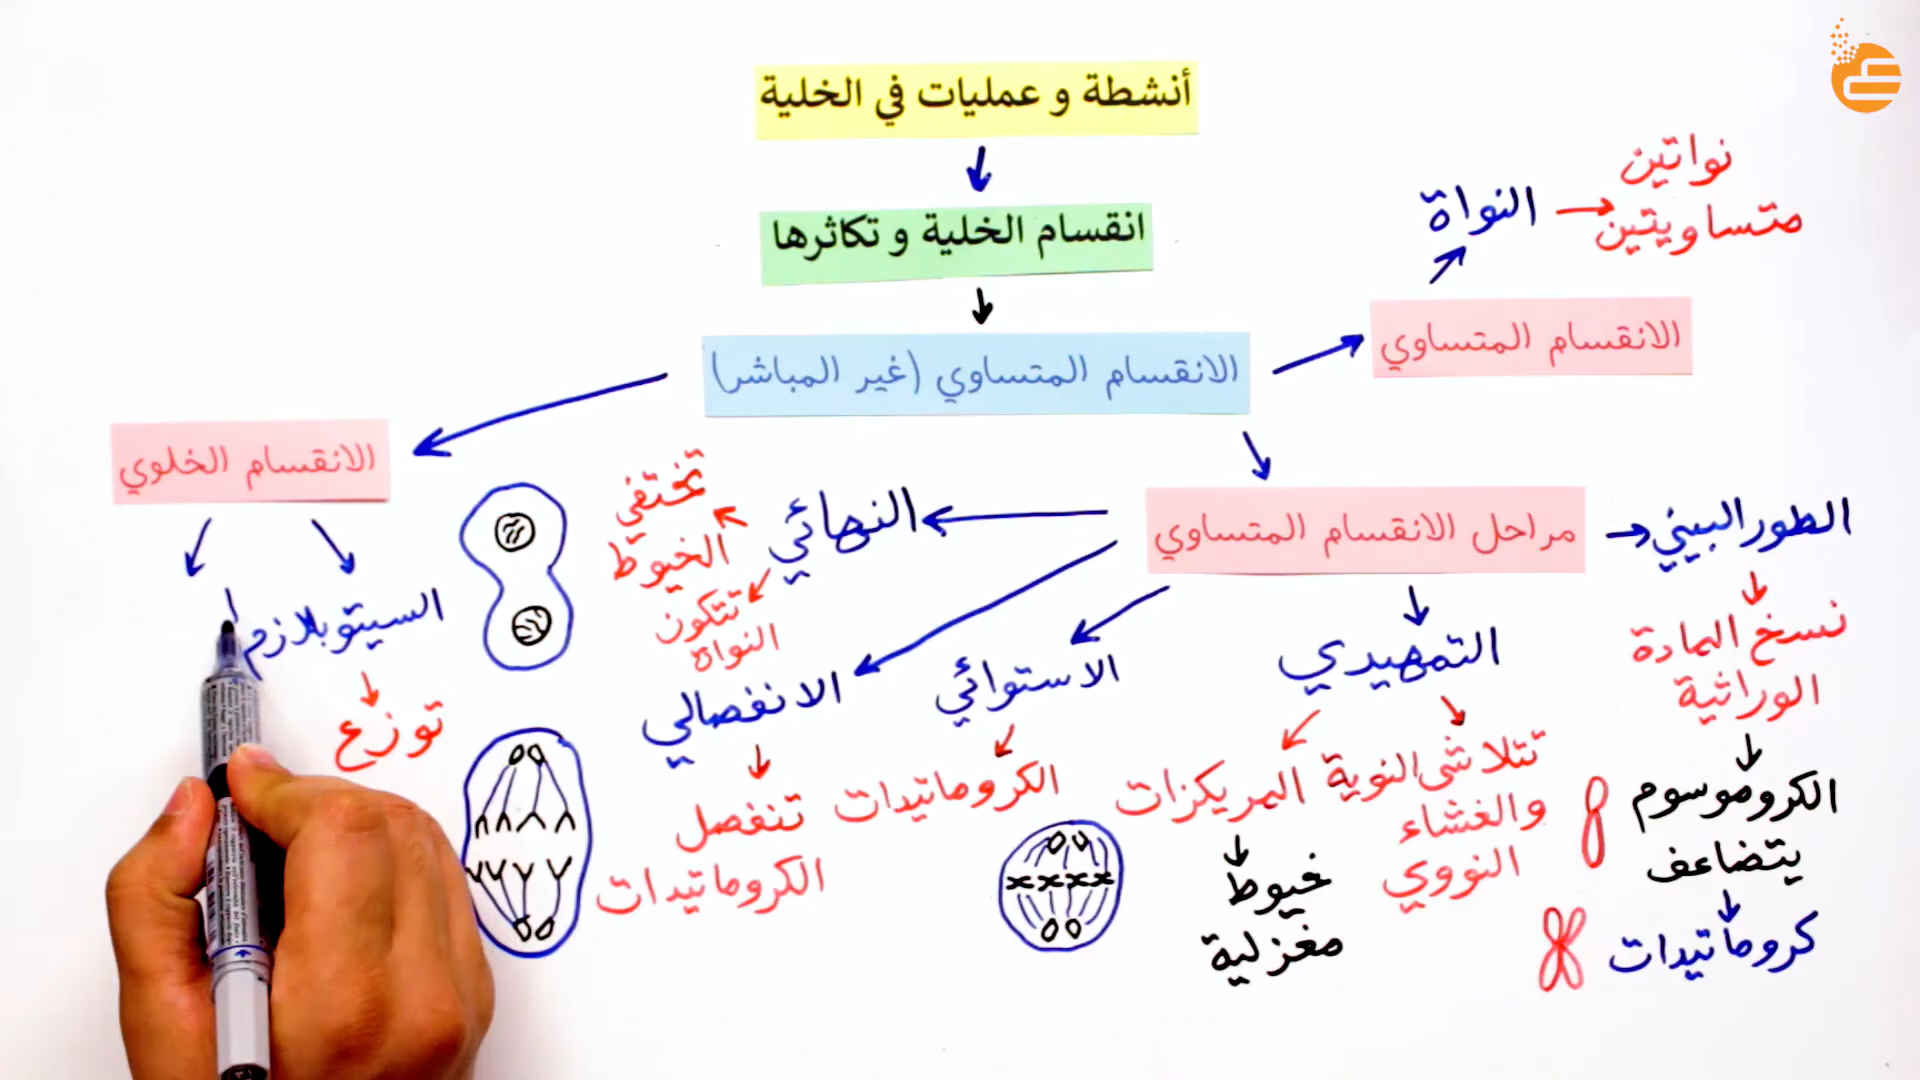 أنشطة و عمليات في الخلية
انقسام الخلية و تكاثرها
الانقسام المتساوي (غير المباشر)
الانقسام المتساوي
النواة
نواتين
متساويتين
مراحل الانقسام المتساوي
الطور البيني
نسخ المادة
الوراثية
الكروموسوم
يتضاعف
كروماتيدات
التمهيدي
تتلاشى النوية
والغشاء
النووي
المريكزات
خيوط
مغزلية
الاستوائي
الكروماتيدات
الانفصالي
تنفصل
الكروماتيدات
النهائي
تختفي
الخيوط
تتكون
النواة
الانقسام الخلوي
السيتوبلازم
توزع